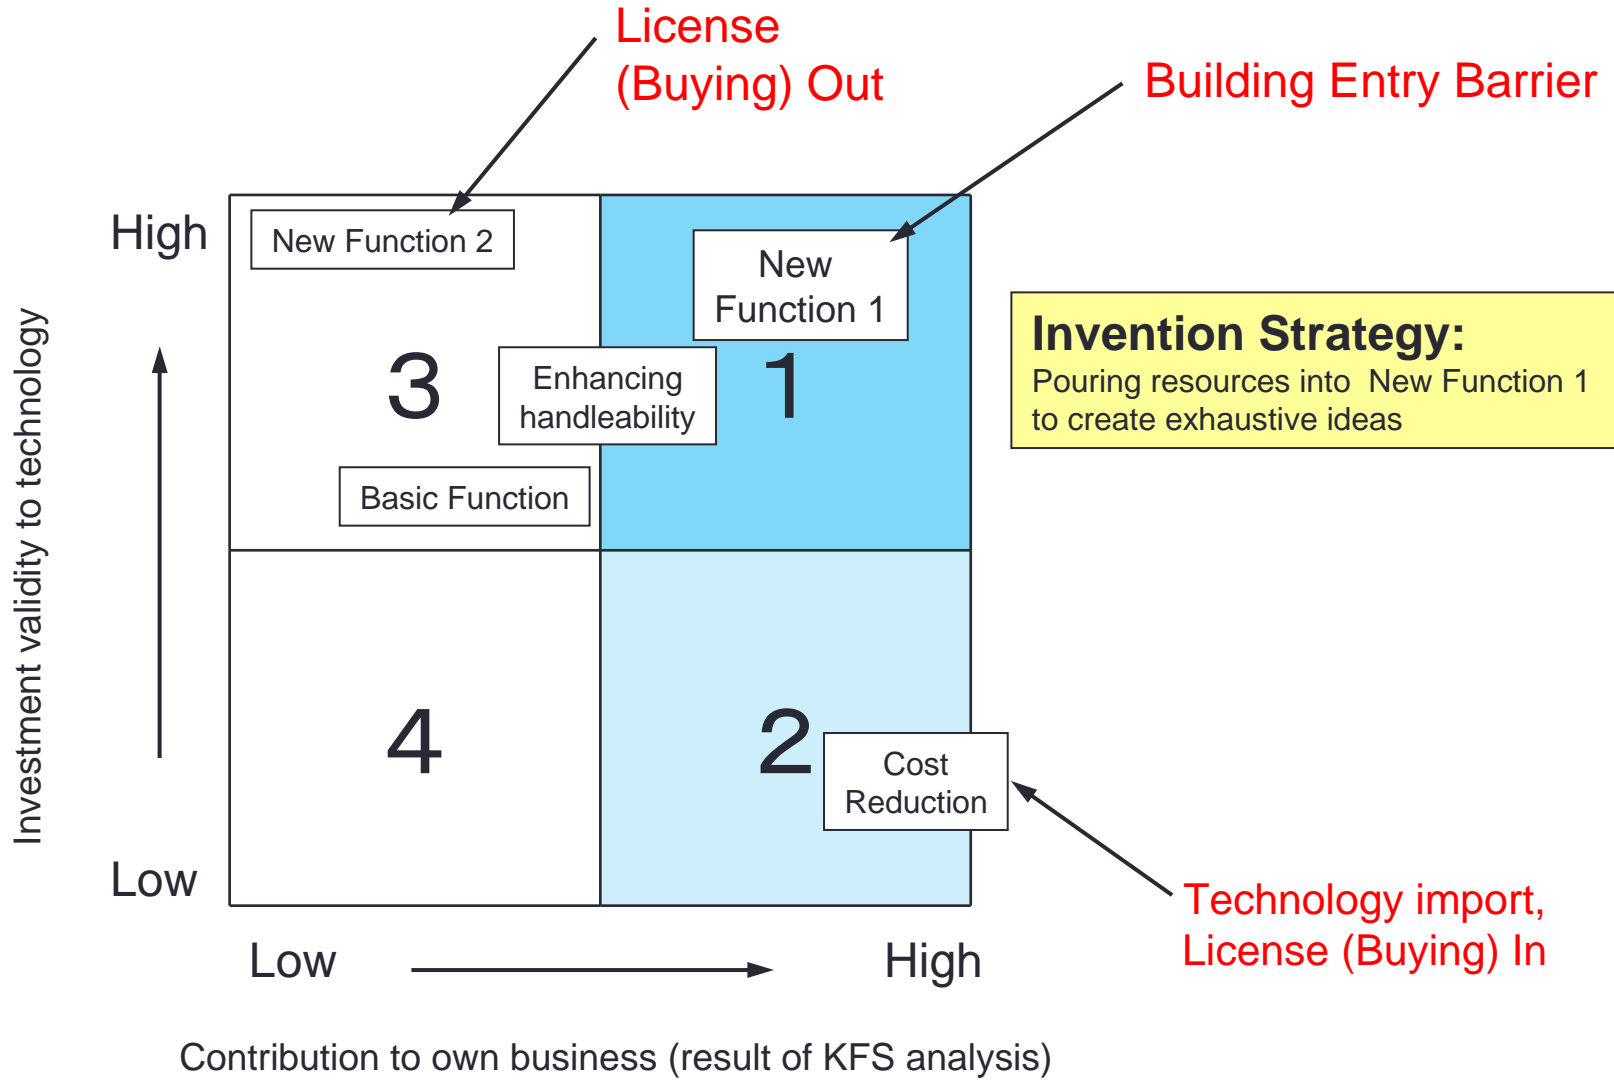 License
(Buying) Out
Building Entry Barrier
High
New Function 2
New
Function 1
Invention Strategy:
Pouring resources into New Function 1
to create exhaustive ideas
3
Enhancing
handleability
1
Basic Function
Investment validity to technology
4
2
Cost
Reduction
Low
Technology import,
License (Buying) In
Low
High
Contribution to own business (result of KFS analysis)